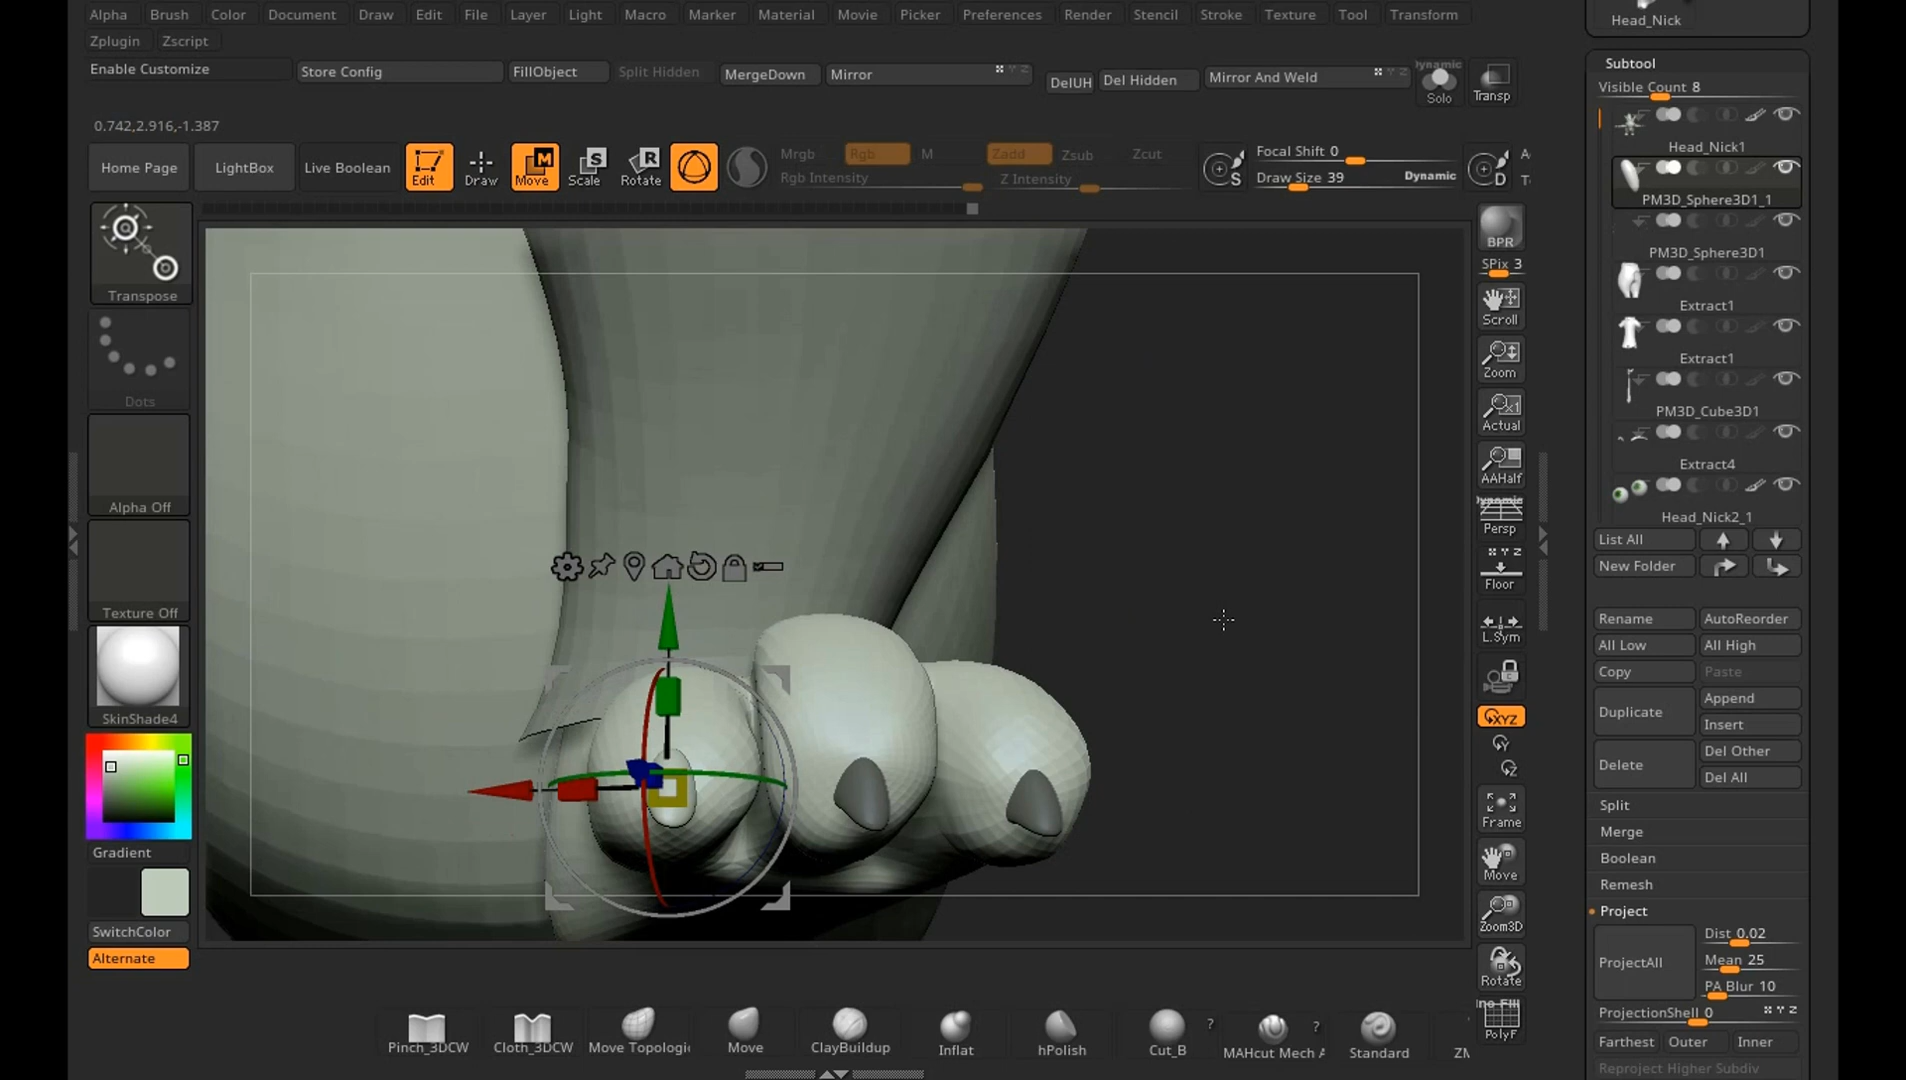 Alpha Brush Color Document Draw Edit File Layer Light Macro Marker Material Movie Picker Preferences Render Stencil Stroke Texture Tool Transform
Zplugin Zscript
Enable Customize Store Config FillObject Split Hidden MergeDown Mirror DelUH Del Hidden Mirror And Weld Dynamic Solo Transp
0.742,2.916,-1.387
Home Page LightBox Live Boolean Edit Draw Move Scale Rotate
Mrgb Rgb M Zadd Zsub Zcut
Rgb Intensity Z Intensity
Focal Shift 0
Draw Size 39 Dynamic
Transpose
Dots
Alpha Off
Texture Off
SkinShade4
Gradient
SwitchColor
Alternate
BPR
SPix 3
Scroll
Zoom
Actual
AAHalf
Dynamic
Persp
Floor
L.Sym
XYZ
Y
Z
Frame
Move
Zoom3D
Rotate
PolyF
Head_Nick
Subtool
Visible Count 8
Head_Nick1
PM3D_Sphere3D1_1
PM3D_Sphere3D1
Extract1
Extract1
PM3D_Cube3D1
Extract4
Head_Nick2_1
List All
New Folder
Rename AutoReorder
All Low All High
Copy Paste
Duplicate Append
Insert
Delete Del Other
Del All
Split
Merge
Boolean
Remesh
Project
ProjectAll Dist 0.02
Mean 25
PA Blur 10
ProjectionShell 0 X Y Z
Farthest Outer Inner
Reproject Higher Subdiv
Pinch_3DCW Cloth_3DCW Move Topologic Move ClayBuildup Inflat hPolish Cut_B MAHcut Mech A Standard ZM